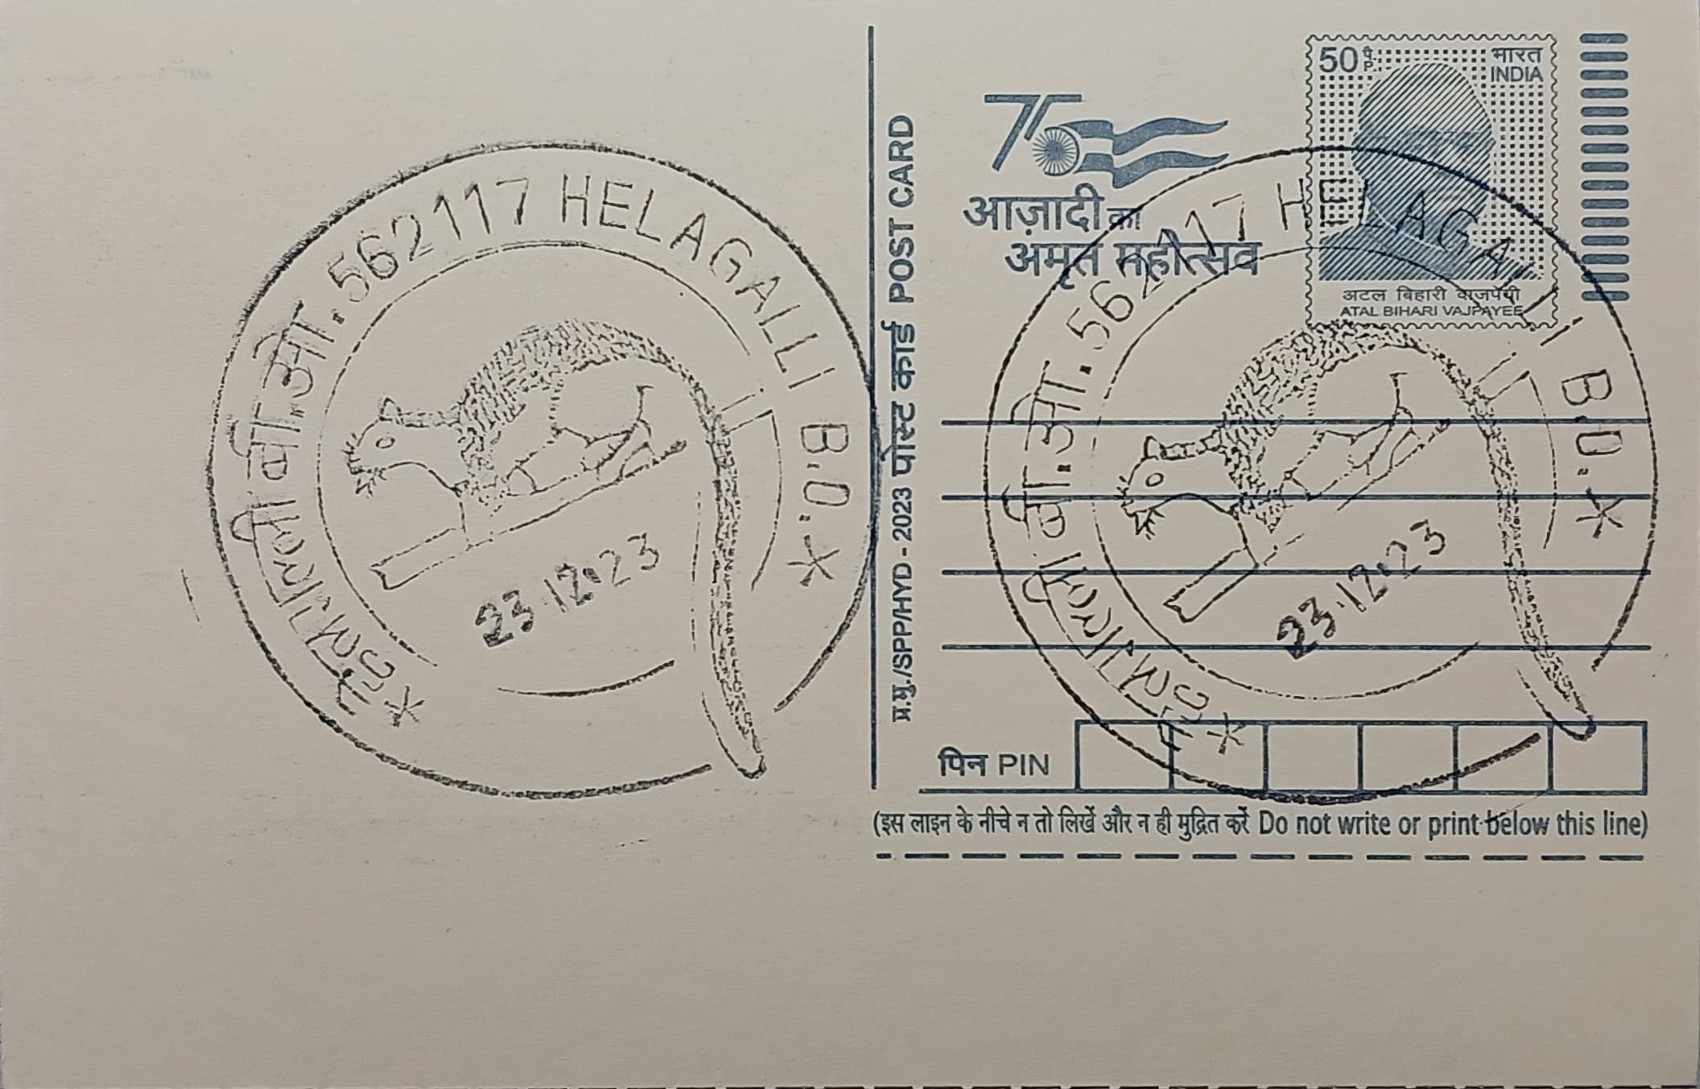 हेलगल्ली बी.ओ. 562117 HELAGALLI B.O.
23.12.23
प्र.मु./SPP/HYD - 2023 पोस्ट कार्ड POST CARD
75
आज़ादी का
अमृत महोत्सव
50 पै. P.
भारत
INDIA
अटल बिहारी वाजपेयी
ATAL BIHARI VAJPAYEE
हेलगल्ली बी.ओ. 562117 HELAGALLI B.O.
23.12.23
पिन PIN
(इस लाइन के नीचे न तो लिखें और न ही मुद्रित करें Do not write or print below this line)